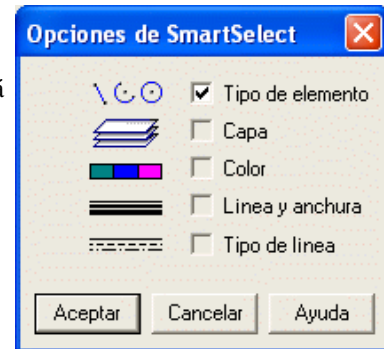 Opciones de SmartSelect
á
Tipo de elemento
Capa
Color
Linea y anchura
Tipo de linea
Aceptar Cancelar Ayuda